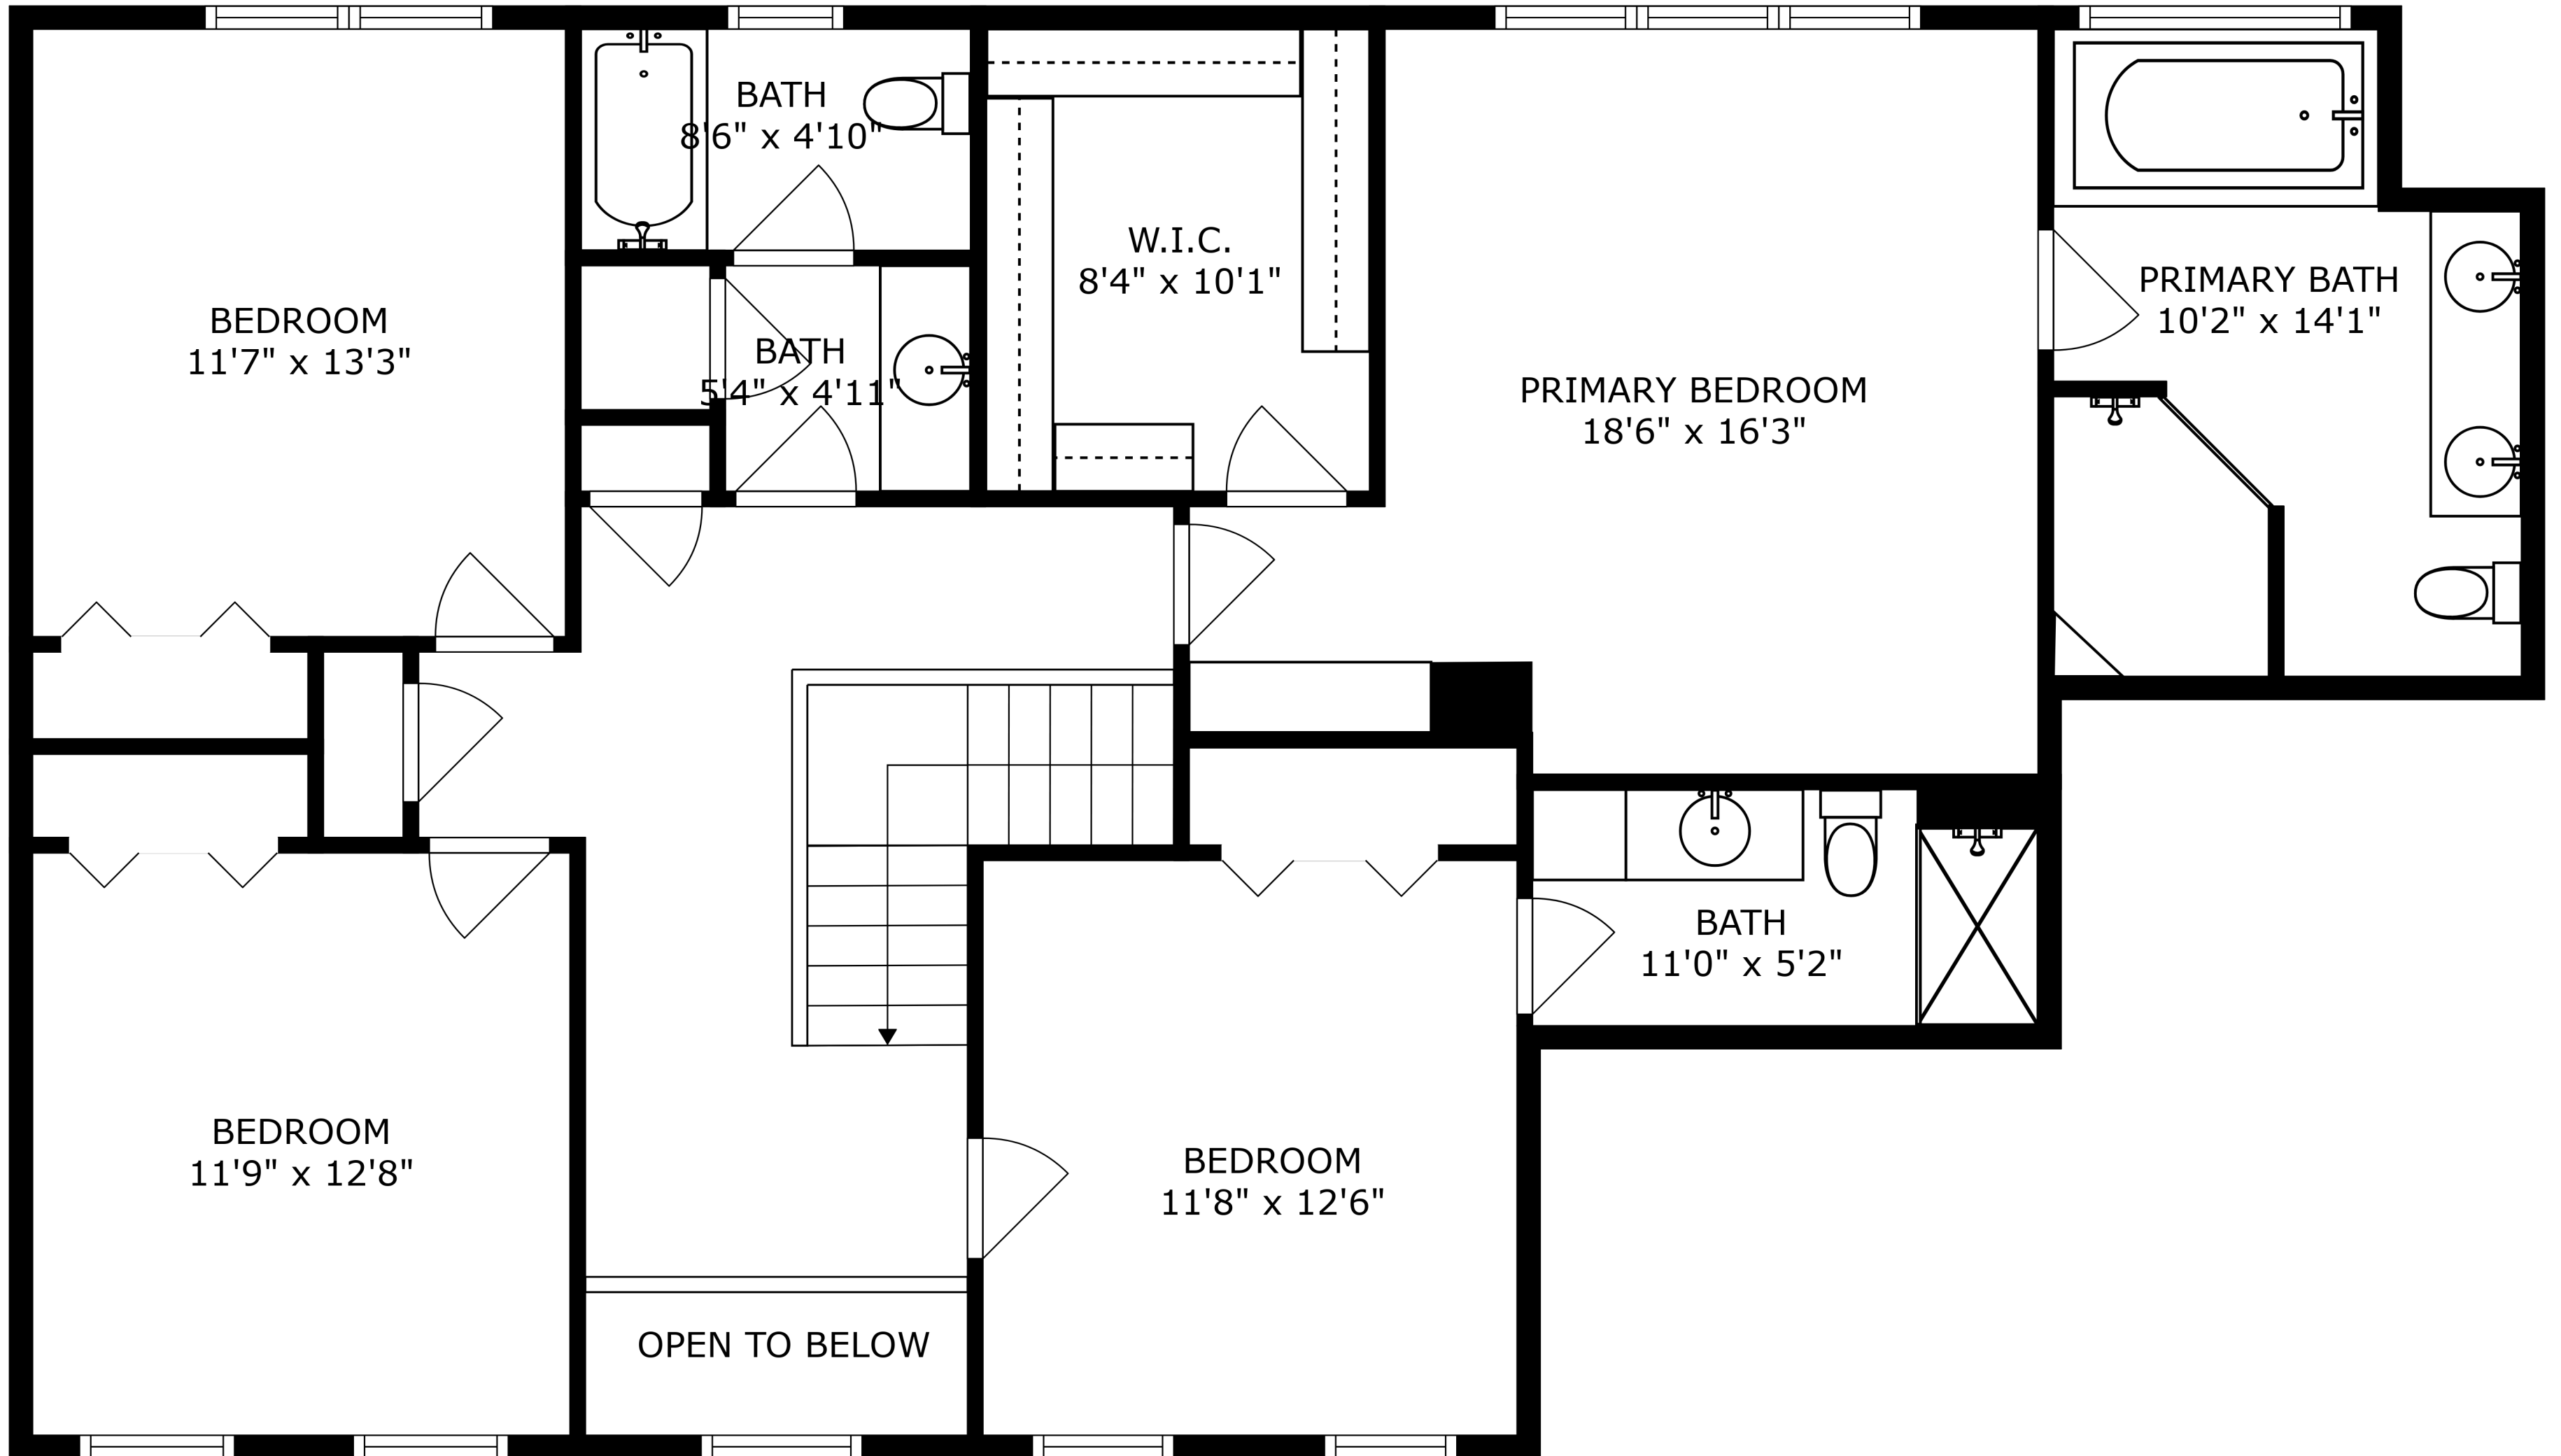 BATH
8'6" x 4'10"
W.I.C.
8'4" x 10'1"
PRIMARY BATH
10'2" x 14'1"
BEDROOM
11'7" x 13'3"
BATH
5'4" x 4'11"
PRIMARY BEDROOM
18'6" x 16'3"
BATH
11'0" x 5'2"
BEDROOM
11'9" x 12'8"
BEDROOM
11'8" x 12'6"
OPEN TO BELOW